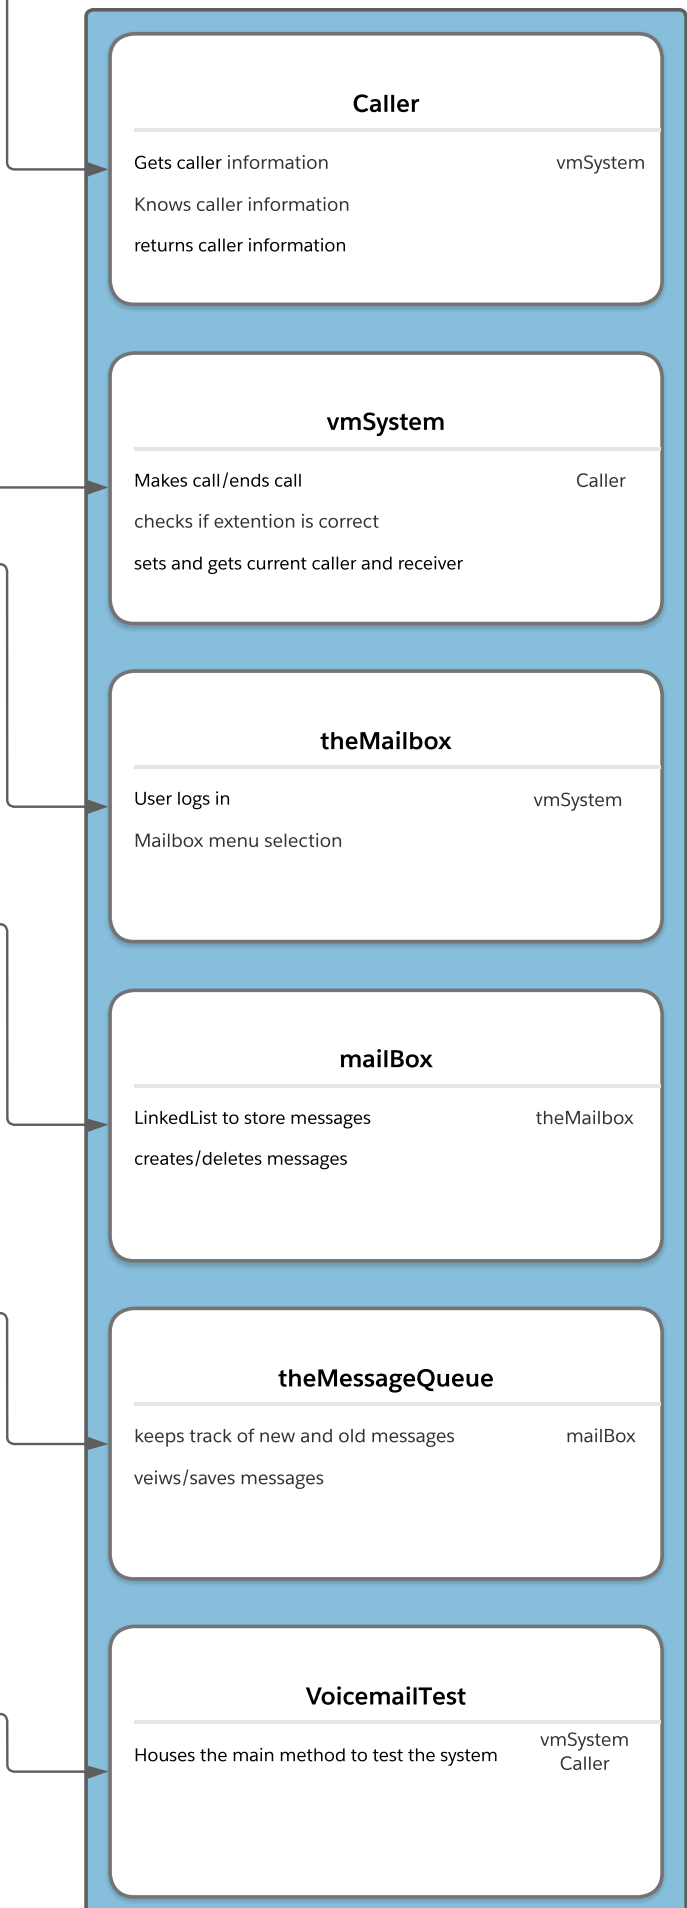 Caller
Gets caller information vmSystem
Knows caller information
returns caller information
vmSystem
Makes call/ends call Caller
checks if extention is correct
sets and gets current caller and receiver
theMailbox
User logs in vmSystem
Mailbox menu selection
mailBox
LinkedList to store messages theMailbox
creates/deletes messages
theMessageQueue
keeps track of new and old messages mailBox
veiws/saves messages
VoicemailTest
Houses the main method to test the system vmSystem
Caller